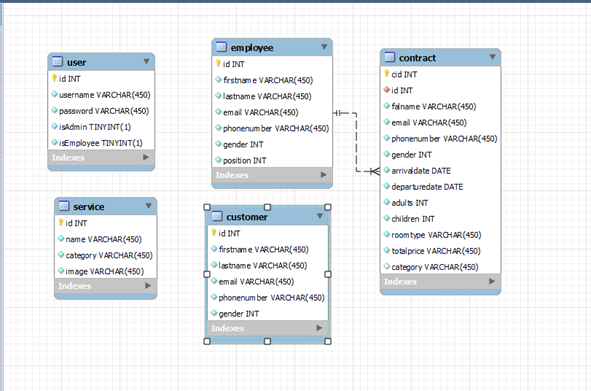 user
id INT
username VARCHAR(450)
password VARCHAR(450)
isAdmin TINYINT(1)
isEmployee TINYINT(1)
Indexes
employee
id INT
firstname VARCHAR(450)
lastname VARCHAR(450)
email VARCHAR(450)
phonenumber VARCHAR(450)
gender INT
position INT
Indexes
contract
cid INT
id INT
falname VARCHAR(450)
email VARCHAR(450)
phonenumber VARCHAR(450)
gender INT
arrivaldate DATE
departuredate DATE
adults INT
children INT
roomtype VARCHAR(450)
totalprice VARCHAR(450)
category VARCHAR(450)
Indexes
service
id INT
name VARCHAR(450)
category VARCHAR(450)
image VARCHAR(450)
Indexes
customer
id INT
firstname VARCHAR(450)
lastname VARCHAR(450)
email VARCHAR(450)
phonenumber VARCHAR(450)
gender INT
Indexes